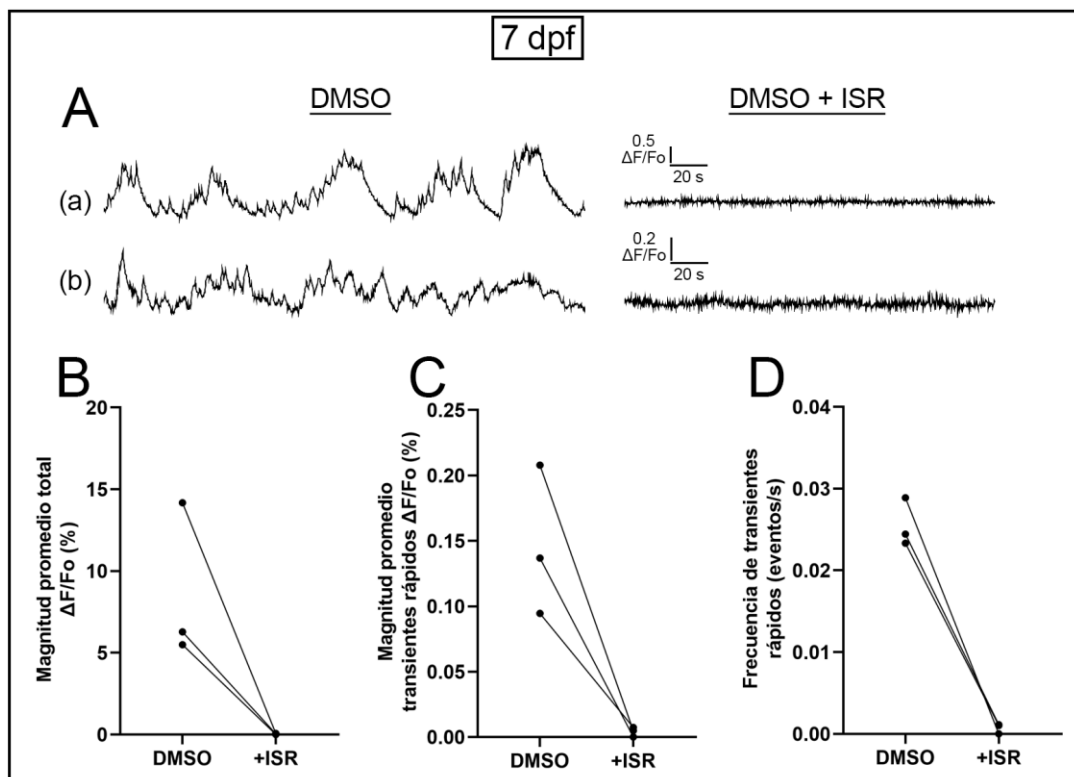 7 dpf
A
DMSO
DMSO + ISR
(a)
0.5
ΔF/Fo
20 s
(b)
0.2
ΔF/Fo
20 s
B
Magnitud promedio total
ΔF/Fo (%)
20
15
10
5
0
DMSO
+ISR
C
Magnitud promedio
transientes rápidos ΔF/Fo (%)
0.25
0.20
0.15
0.10
0.05
0.00
DMSO
+ISR
D
Frecuencia de transientes
rápidos (eventos/s)
0.04
0.03
0.02
0.01
0.00
DMSO
+ISR